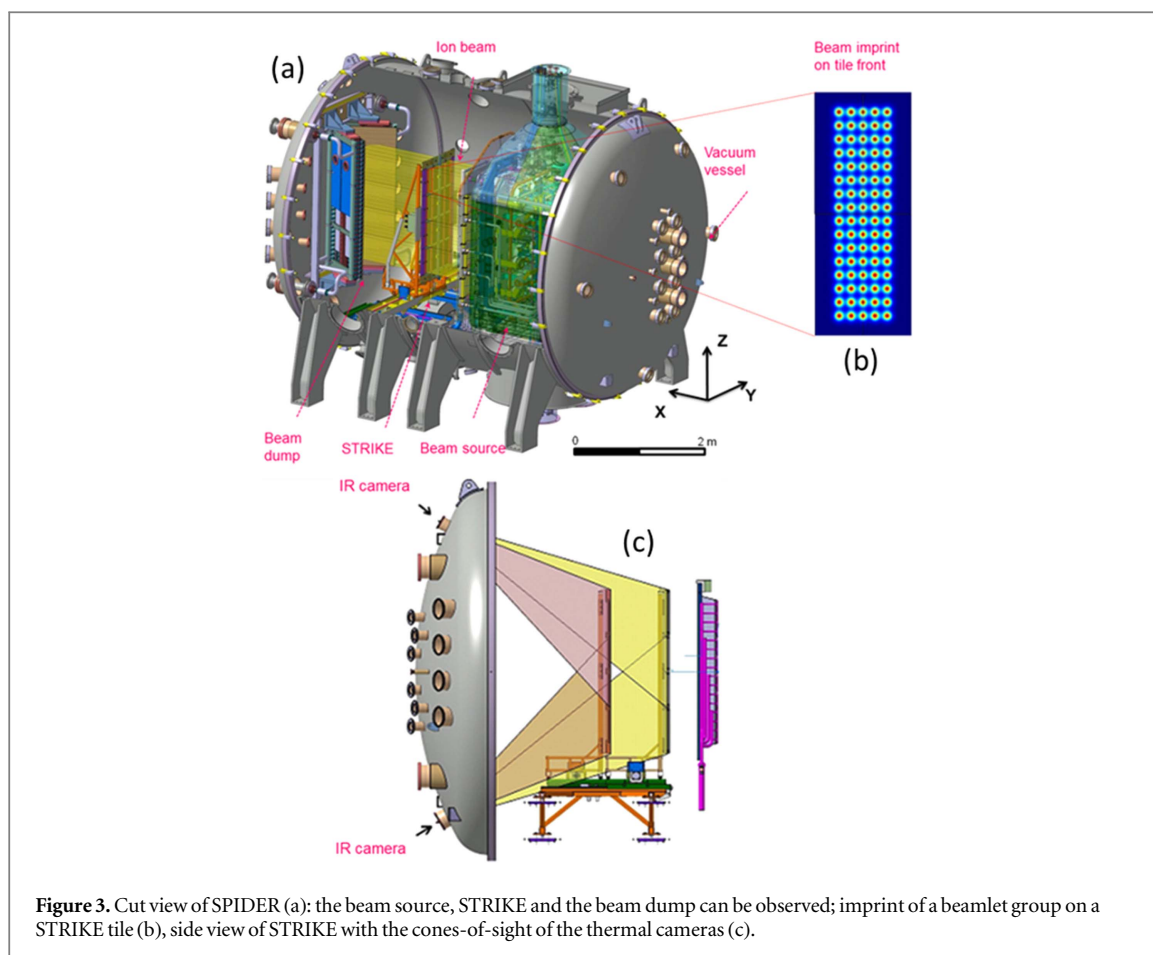 Ion beam
(a)
Beam imprint
on tile front
Vacuum
vessel
Z
Y
X
(b)
Beam
dump
STRIKE
Beam source
0
2 m
IR camera
(c)
IR camera
Figure 3. Cut view of SPIDER (a): the beam source, STRIKE and the beam dump can be observed; imprint of a beamlet group on a
STRIKE tile (b), side view of STRIKE with the cones-of-sight of the thermal cameras (c).